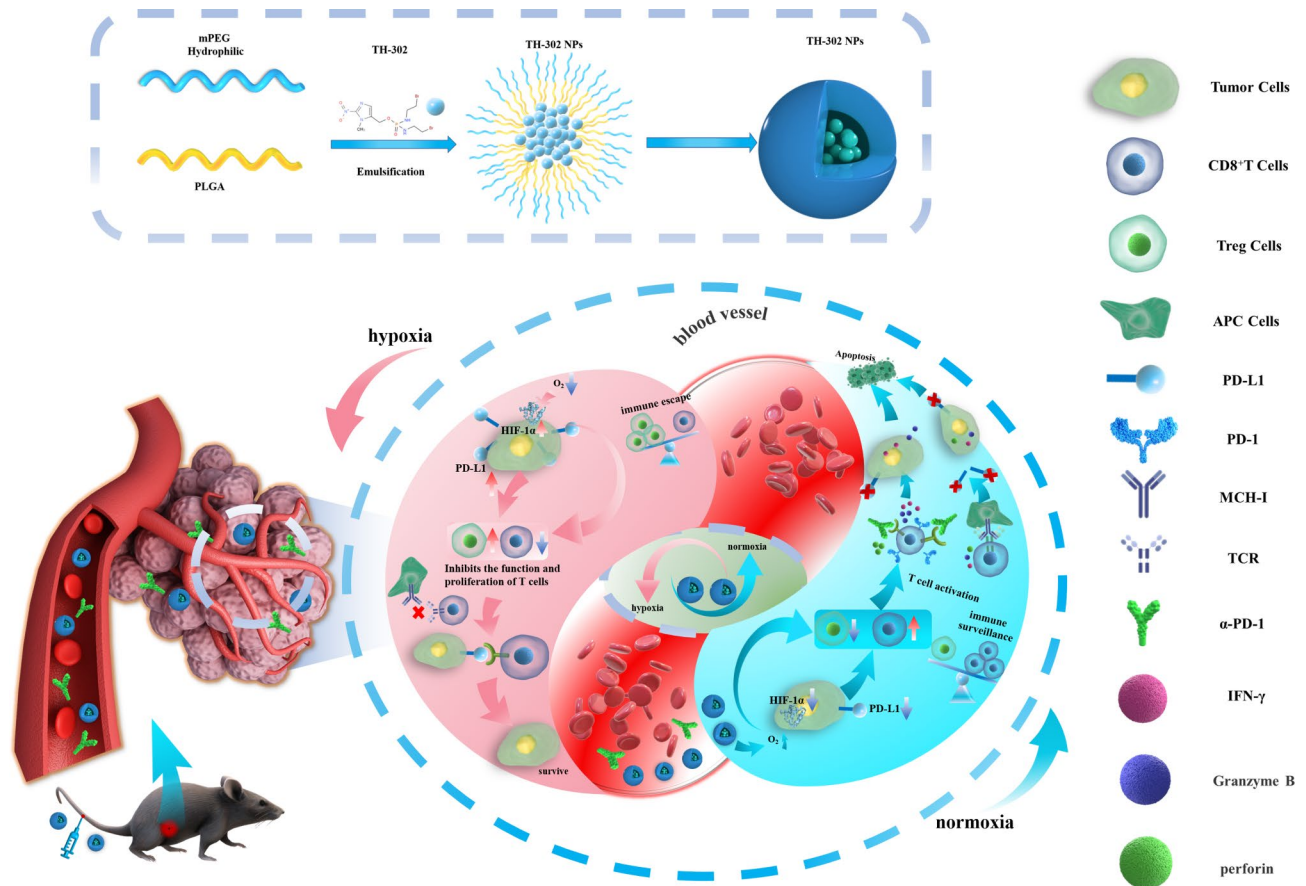 mPEG
Hydrophilic
PLGA
TH-302
Emulsification
TH-302 NPs
TH-302 NPs
Tumor Cells
CD8⁺T Cells
Treg Cells
APC Cells
PD-L1
PD-1
MCH-I
TCR
α-PD-1
IFN-γ
Granzyme B
perforin
hypoxia
blood vessel
O₂
HIF-1α
PD-L1
immune escape
Inhibits the function and
proliferation of T cells
survive
normoxia
hypoxia
Apoptosis
T cell activation
immune
surveillance
HIF-1α
PD-L1
O₂
normoxia